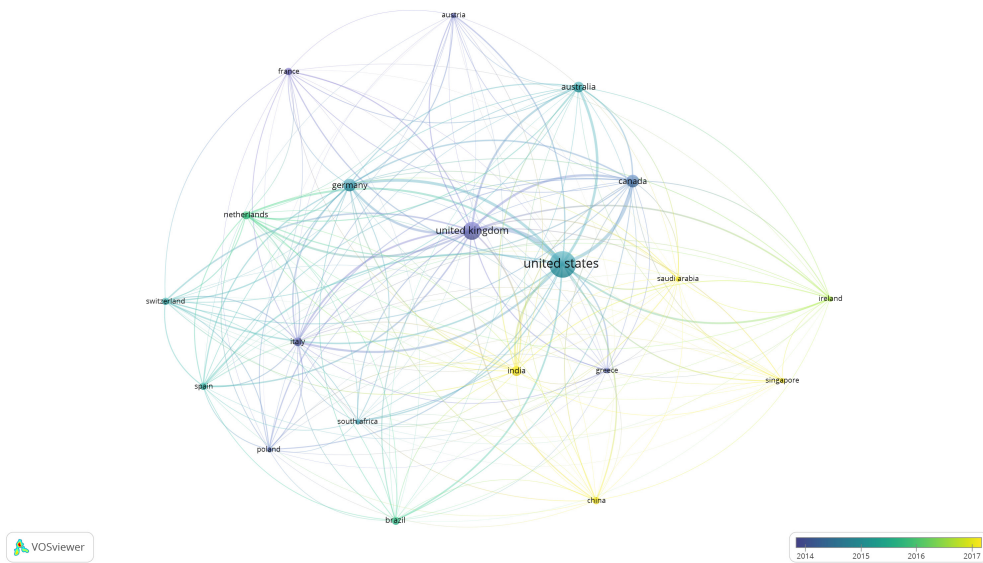 austria
france
australia
germany
canada
netherlands
united kingdom
united states
saudi arabia
switzerland
ireland
italy
india
greece
singapore
spain
south africa
poland
china
brazil
VOSviewer
2014 2015 2016 2017